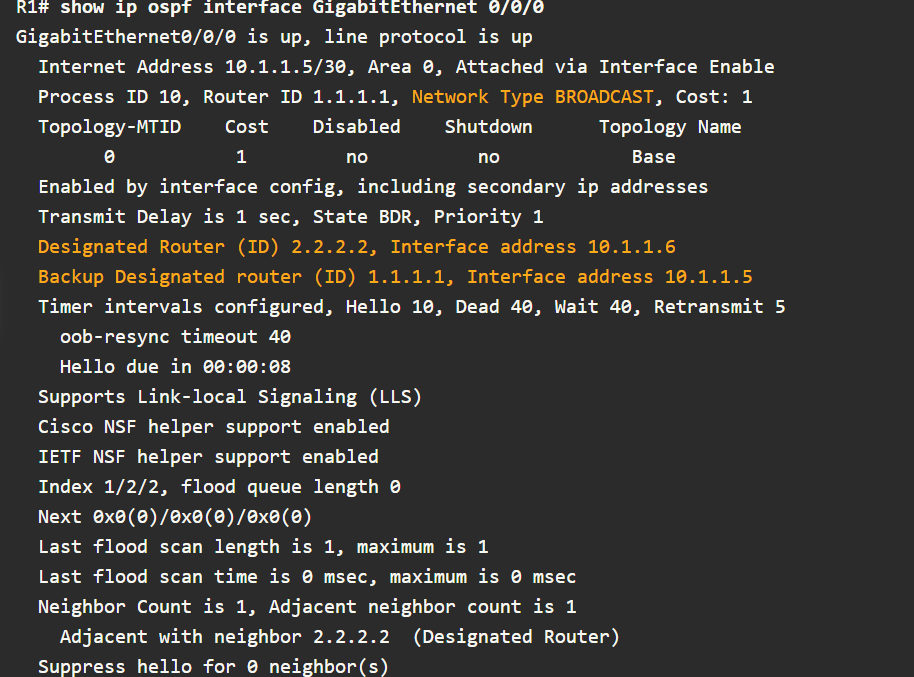 R1# show ip ospf interface GigabitEthernet 0/0/0
GigabitEthernet0/0/0 is up, line protocol is up
Internet Address 10.1.1.5/30, Area 0, Attached via Interface Enable
Process ID 10, Router ID 1.1.1.1, Network Type BROADCAST, Cost: 1
Topology-MTID    Cost    Disabled    Shutdown      Topology Name
0           1         no          no            Base
Enabled by interface config, including secondary ip addresses
Transmit Delay is 1 sec, State BDR, Priority 1
Designated Router (ID) 2.2.2.2, Interface address 10.1.1.6
Backup Designated router (ID) 1.1.1.1, Interface address 10.1.1.5
Timer intervals configured, Hello 10, Dead 40, Wait 40, Retransmit 5
oob-resync timeout 40
Hello due in 00:00:08
Supports Link-local Signaling (LLS)
Cisco NSF helper support enabled
IETF NSF helper support enabled
Index 1/2/2, flood queue length 0
Next 0x0(0)/0x0(0)/0x0(0)
Last flood scan length is 1, maximum is 1
Last flood scan time is 0 msec, maximum is 0 msec
Neighbor Count is 1, Adjacent neighbor count is 1
Adjacent with neighbor 2.2.2.2  (Designated Router)
Suppress hello for 0 neighbor(s)